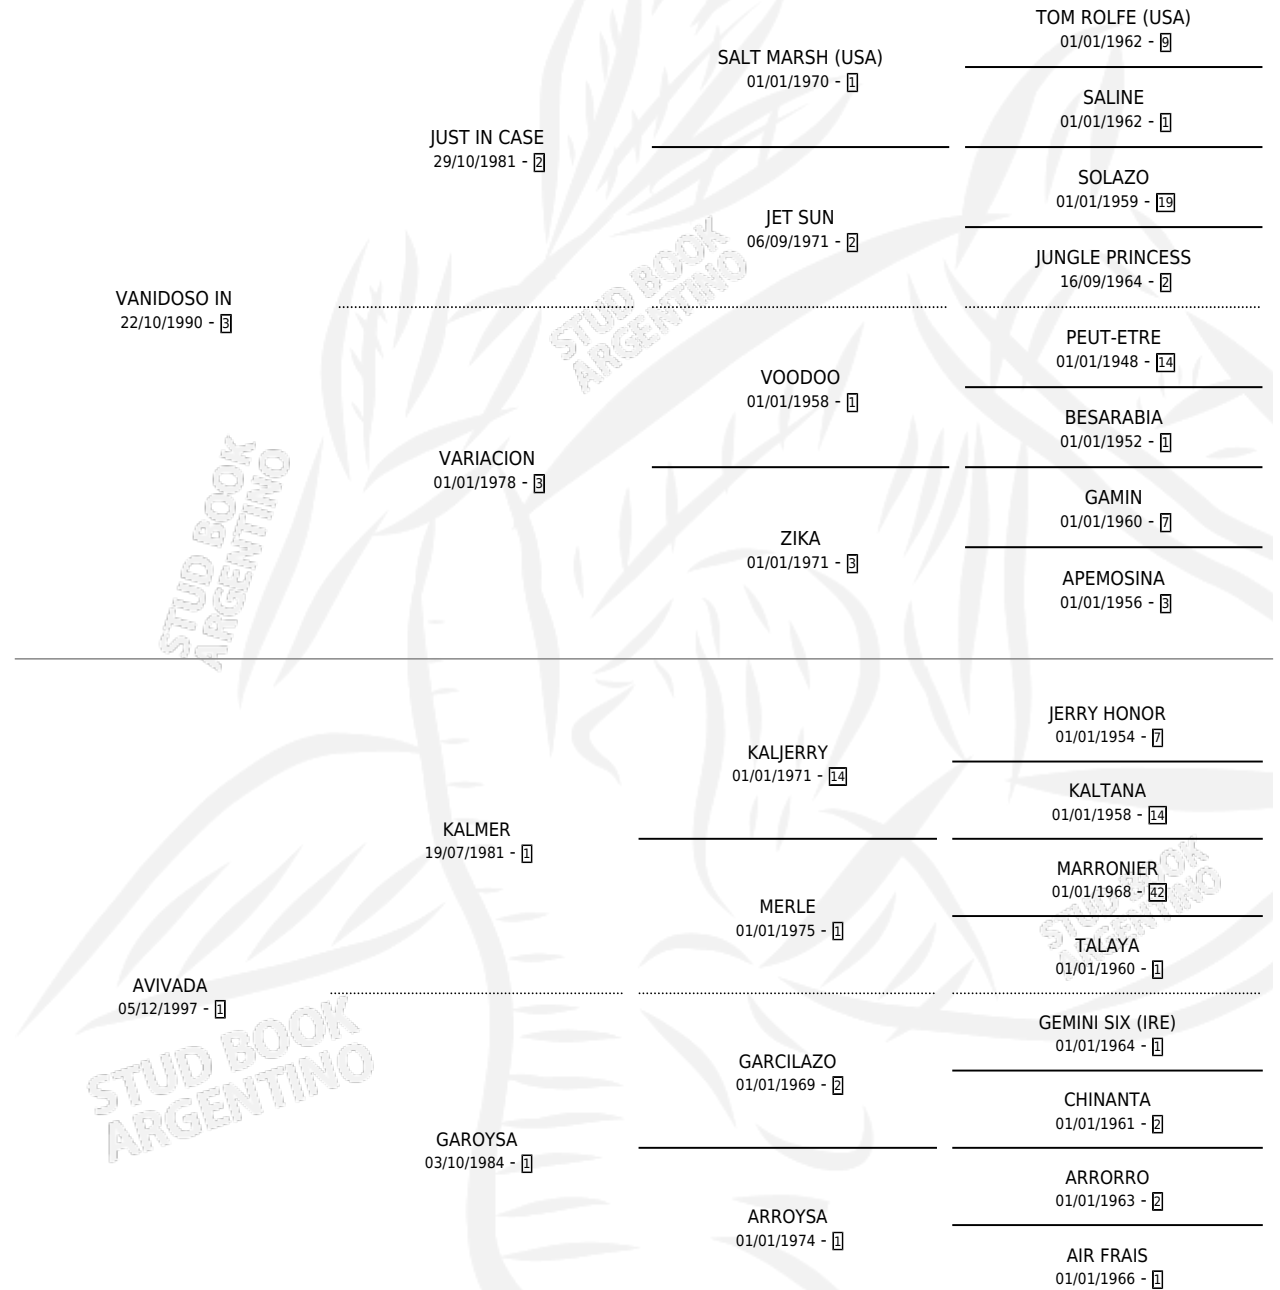 TOM ROLFE (USA)
01/01/1962 - 9
SALT MARSH (USA)
01/01/1970 - 1
SALINE
01/01/1962 - 1
JUST IN CASE
29/10/1981 - 2
SOLAZO
01/01/1959 - 19
JET SUN
06/09/1971 - 2
JUNGLE PRINCESS
16/09/1964 - 2
VANIDOSO IN
22/10/1990 - 3
PEUT-ETRE
01/01/1948 - 14
VOODOO
01/01/1958 - 1
BESARABIA
01/01/1952 - 1
VARIACION
01/01/1978 - 3
GAMIN
01/01/1960 - 7
ZIKA
01/01/1971 - 3
APEMOSINA
01/01/1956 - 3
JERRY HONOR
01/01/1954 - 7
KALJERRY
01/01/1971 - 14
KALTANA
01/01/1958 - 14
KALMER
19/07/1981 - 1
MARRONIER
01/01/1968 - 42
MERLE
01/01/1975 - 1
TALAYA
01/01/1960 - 1
AVIVADA
05/12/1997 - 1
GEMINI SIX (IRE)
01/01/1964 - 1
GARCILAZO
01/01/1969 - 2
CHINANTA
01/01/1961 - 2
GAROYSA
03/10/1984 - 1
ARRORRO
01/01/1963 - 2
ARROYSA
01/01/1974 - 1
AIR FRAIS
01/01/1966 - 1
STUD BOOK
ARGENTINO
STUD BOOK
ARGENTINO
STUD BOOK
ARGENTINO
STUD BOOK
ARGENTINO